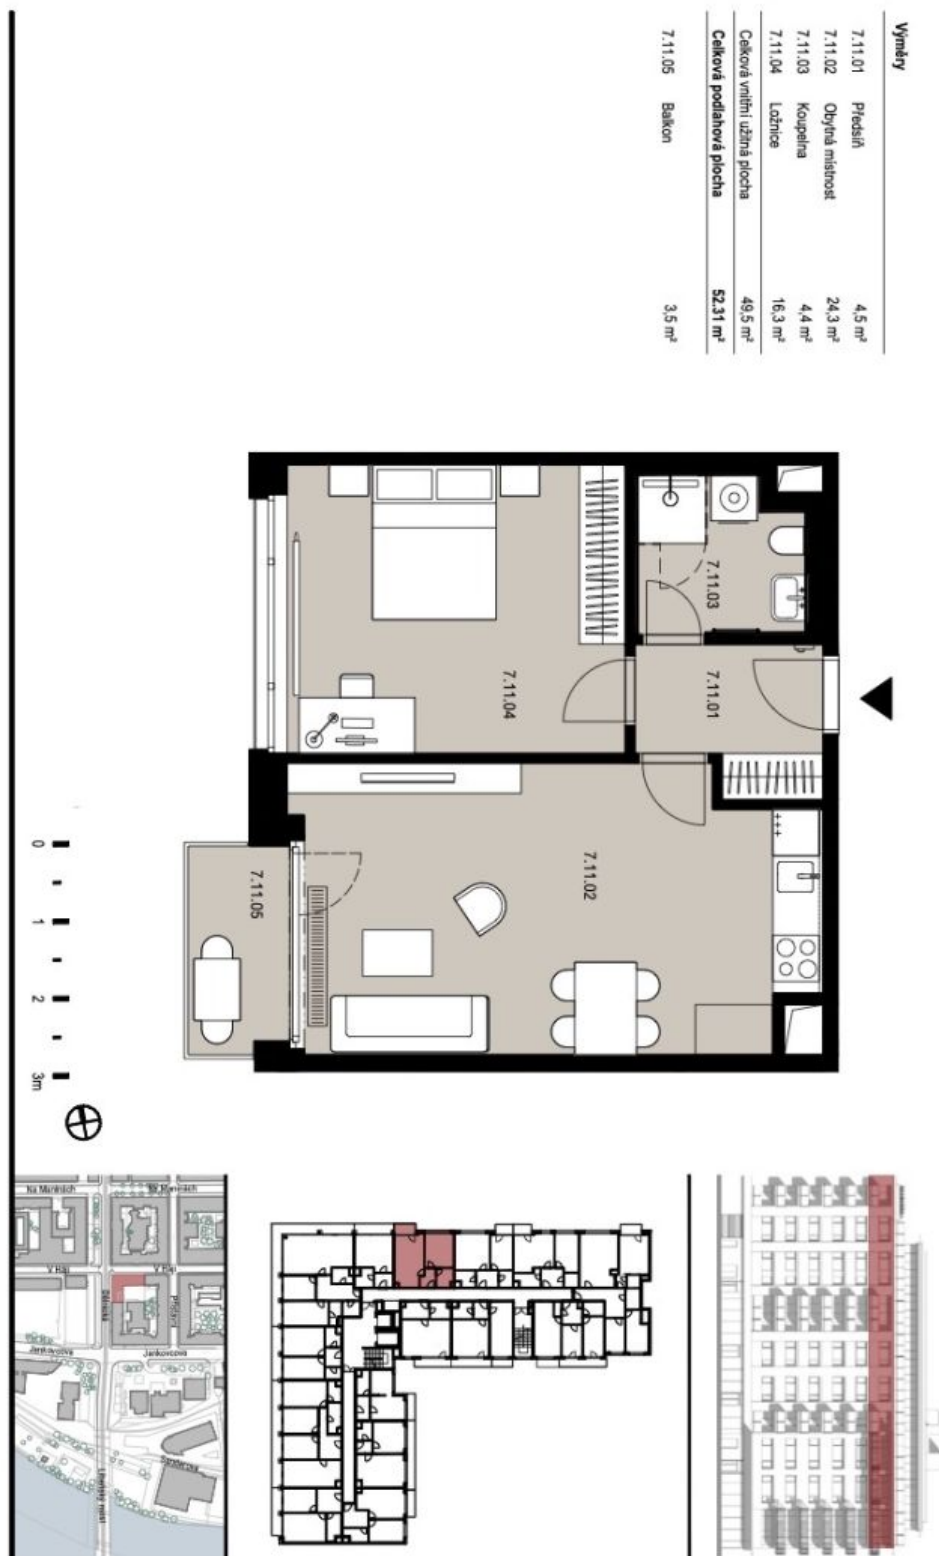 Výměry
7.11.01 Předsíň 4,5 m²
7.11.02 Obytná místnost 24,3 m²
7.11.03 Koupelna 4,4 m²
7.11.04 Ložnice 16,3 m²
Celková vnitřní užitná plocha 49,5 m²
Celková podlahová plocha 52.31 m²
7.11.05 Balkon 3,5 m²
7.11.03
7.11.01
7.11.04
7.11.02
7.11.05
0 1 2 3m
Na Maninách
Na Maninách
V Háji
V Háji
Dělnická
Jankovcova
Jankovcova
Libeňský most